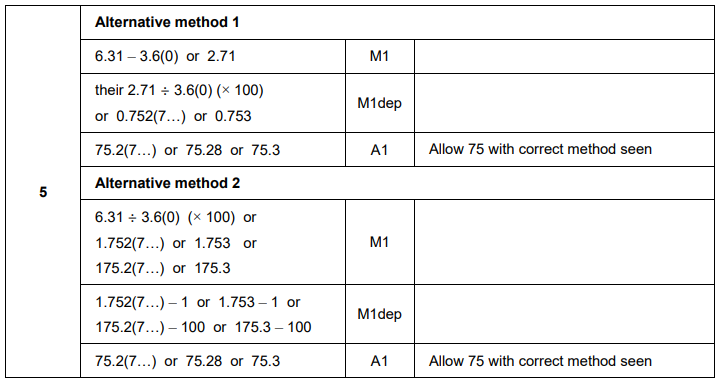 Alternative method 1
6.31 – 3.6(0) or 2.71 M1
their 2.71 ÷ 3.6(0) (× 100)
or 0.752(7…) or 0.753
M1dep
75.2(7…) or 75.28 or 75.3 A1 Allow 75 with correct method seen
5
Alternative method 2
6.31 ÷ 3.6(0) (× 100) or
1.752(7…) or 1.753 or
175.2(7…) or 175.3
M1
1.752(7…) – 1 or 1.753 – 1 or
175.2(7…) – 100 or 175.3 – 100
M1dep
75.2(7…) or 75.28 or 75.3 A1 Allow 75 with correct method seen